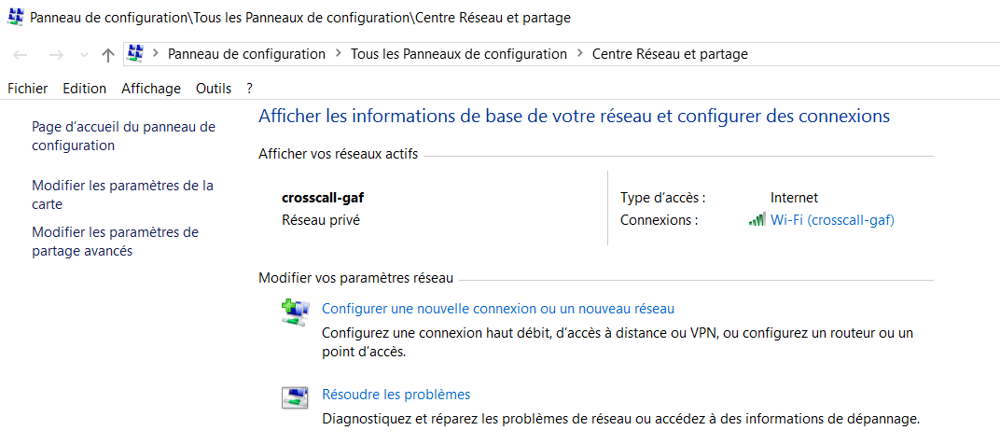 Panneau de configuration\Tous les Panneaux de configuration\Centre Réseau et partage
Panneau de configuration > Tous les Panneaux de configuration > Centre Réseau et partage
Fichier Edition Affichage Outils ?
Page d'accueil du panneau de
configuration
Modifier les paramètres de la
carte
Modifier les paramètres de
partage avancés
Afficher les informations de base de votre réseau et configurer des connexions
Afficher vos réseaux actifs
crosscall-gaf
Réseau privé
Type d'accès : Internet
Connexions : Wi-Fi (crosscall-gaf)
Modifier vos paramètres réseau
Configurer une nouvelle connexion ou un nouveau réseau
Configurez une connexion haut débit, d'accès à distance ou VPN, ou configurez un routeur ou un
point d'accès.
Résoudre les problèmes
Diagnostiquez et réparez les problèmes de réseau ou accédez à des informations de dépannage.